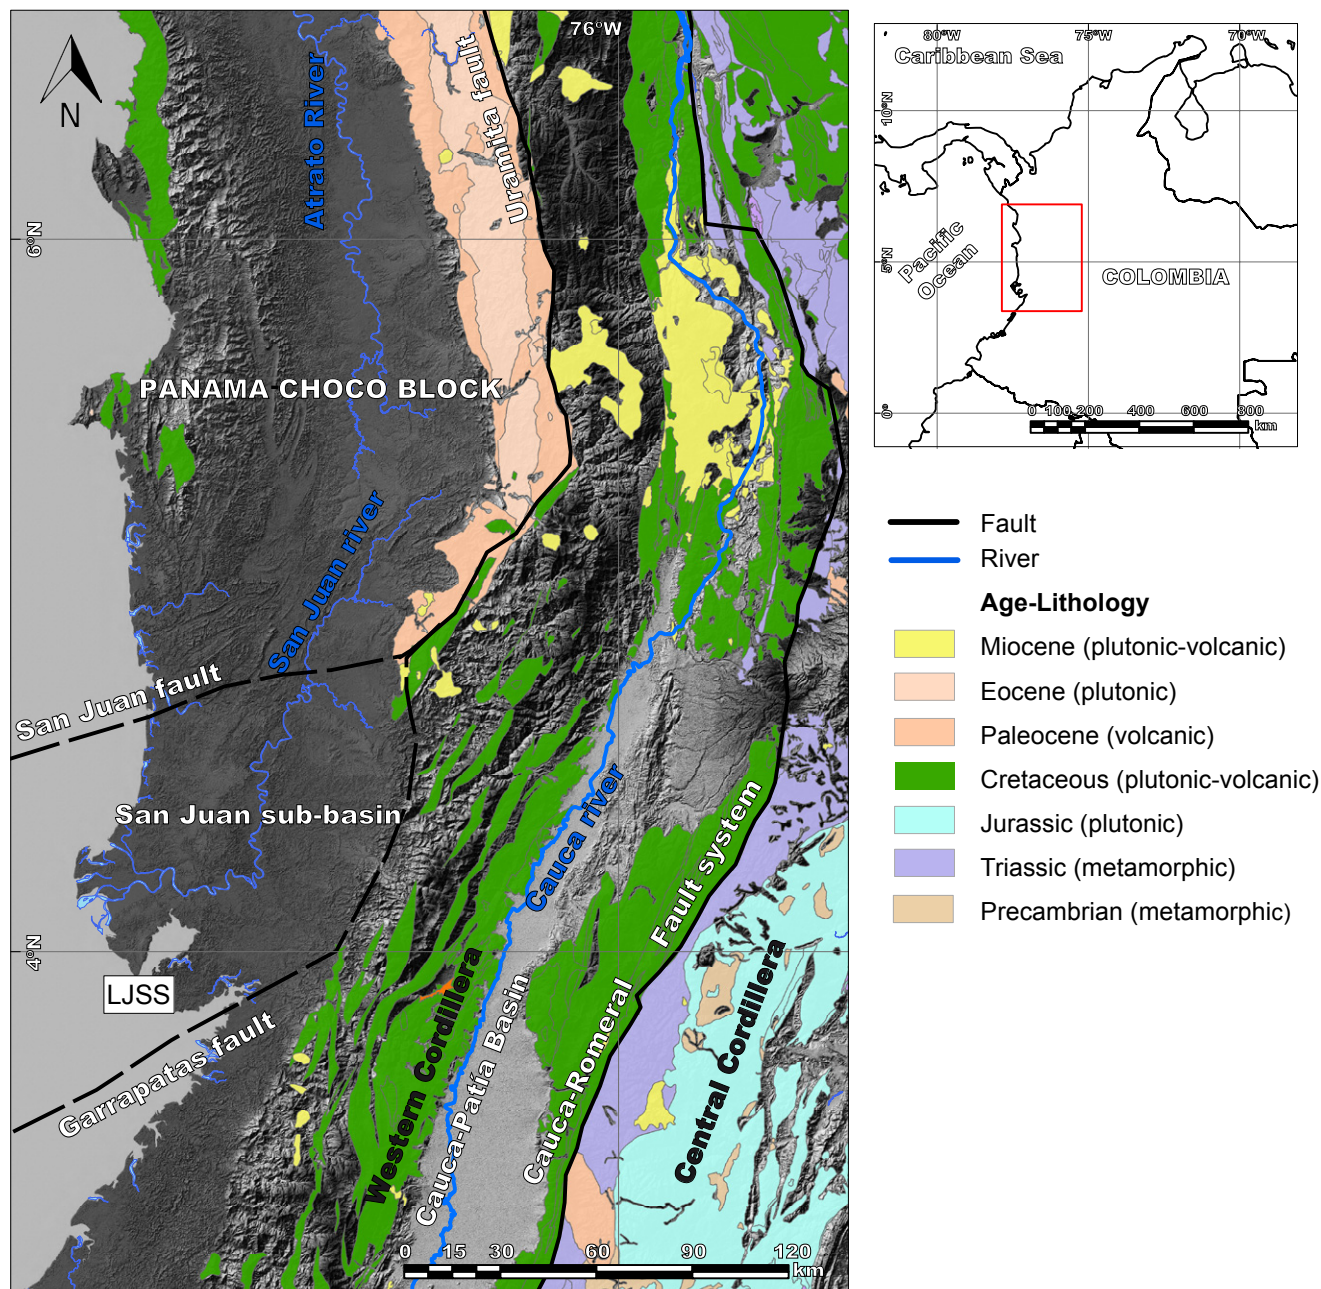 76°W
N
Atrato River
Uramita fault
6°N
PANAMA CHOCO BLOCK
San Juan river
San Juan fault
San Juan sub-basin
Cauca river
Fault system
4°N
LJSS
Garrapatas fault
Western Cordillera
Cauca-Patía Basin
Cauca-Romeral
Central Cordillera
0 15 30 60 90 120
km
80°W 75°W 70°W
Caribbean Sea
10°N
Pacific
Ocean
5°N
COLOMBIA
0°
0 100 200 400 600 800
km
Fault
River
Age-Lithology
Miocene (plutonic-volcanic)
Eocene (plutonic)
Paleocene (volcanic)
Cretaceous (plutonic-volcanic)
Jurassic (plutonic)
Triassic (metamorphic)
Precambrian (metamorphic)